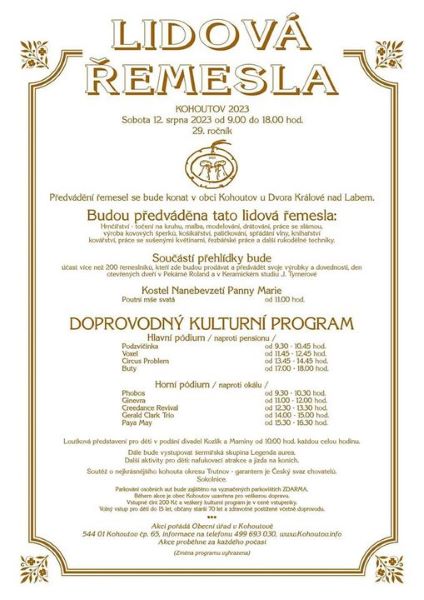 LIDOVÁ
ŘEMESLA
KOHOUTOV 2023
Sobota 12. srpna 2023 od 9.00 do 18.00 hod.
29. ročník
Předvádění řemesel se bude konat v obci Kohoutov u Dvora Králové nad Labem.
Budou předváděna tato lidová řemesla:
Hrnčířství - točení na kruhu, malba, modelování, drátování, práce se slámou,
výroba kovových šperků, košíkářství, paličkování, spřádání vlny, knihařství
kovářství, práce se sušenými květinami, řezbářské práce a další rukodělné techniky.
Součástí přehlídky bude
účast více než 200 řemeslníků, kteří zde budou prodávat a předvádět svoje výrobky a dovednosti, den
otevřených dveří v Pekárně Roland a v Keramickém studiu J. Tymerové
Kostel Nanebevzetí Panny Marie
Poutní mše svatá od 11.00 hod.
DOPROVODNÝ KULTURNÍ PROGRAM
Hlavní pódium / naproti pensionu /
Podzvičinka od 9.30 - 10.45 hod.
Voxel od 11.45 - 12.45 hod.
Circus Problem od 13.45 - 14.45 hod.
Buty od 17.00 - 18.00 hod.
Horní pódium / naproti okálu /
Phobos od 9.30 - 10.30 hod.
Ginevra od 11.00 - 12.00 hod.
Creedance Revival od 12.30 - 13.30 hod.
Gerald Clark Trio od 14.00 - 15.00 hod.
Paya May od 15.30 - 16.30 hod.
Loutková představení pro děti v podání divadel Kozlík a Maminy od 10:00 hod. každou celou hodinu.
Dále bude vystupovat šermířská skupina Legenda aurea.
Další aktivity pro děti: nafukovací atrakce a jízda na koních.
Soutěž o nejkrásnějšího kohouta okresu Trutnov - garantem je Český svaz chovatelů.
Sokolnice.
Parkování osobních aut bude zajištěno na vyznačených parkovištích ZDARMA.
Během akce je obec Kohoutov uzavřena pro veškerou dopravu.
Vstupné činí 200 Kč a veškerý kulturní program je v ceně vstupenky.
Volný vstup pro děti do 15 let, občany starší 70 let a zdravotně postižené včetně doprovodu.
***
Akci pořádá Obecní úřad v Kohoutově
544 01 Kohoutov čp. 65, informace na telefonu 499 693 030, www.Kohoutov.info
Akce proběhne za každého počasí
(Změna programu vyhrazena)